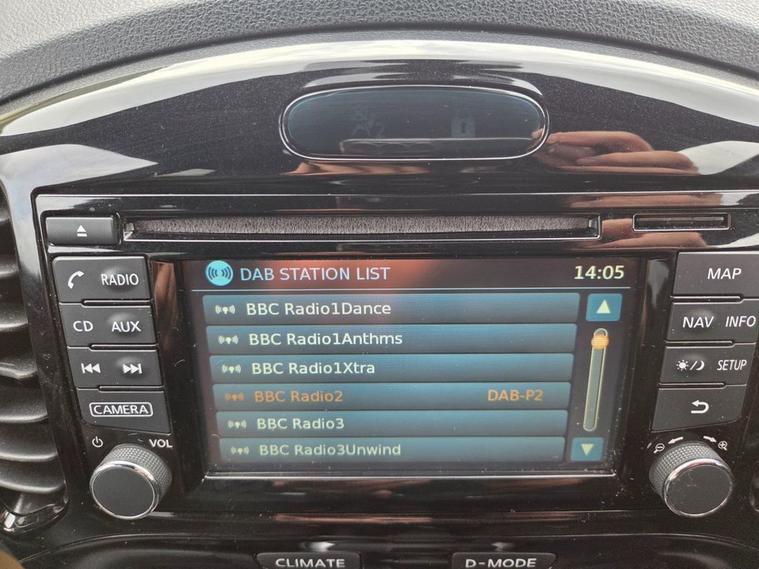 DAB STATION LIST 14:05
RADIO
MAP
BBC Radio1Dance
CD AUX
BBC Radio1Anthms
NAV INFO
BBC Radio1Xtra
SETUP
BBC Radio2 DAB-P2
CAMERA
BBC Radio3
VOL
BBC Radio3Unwind
CLIMATE
D-MODE